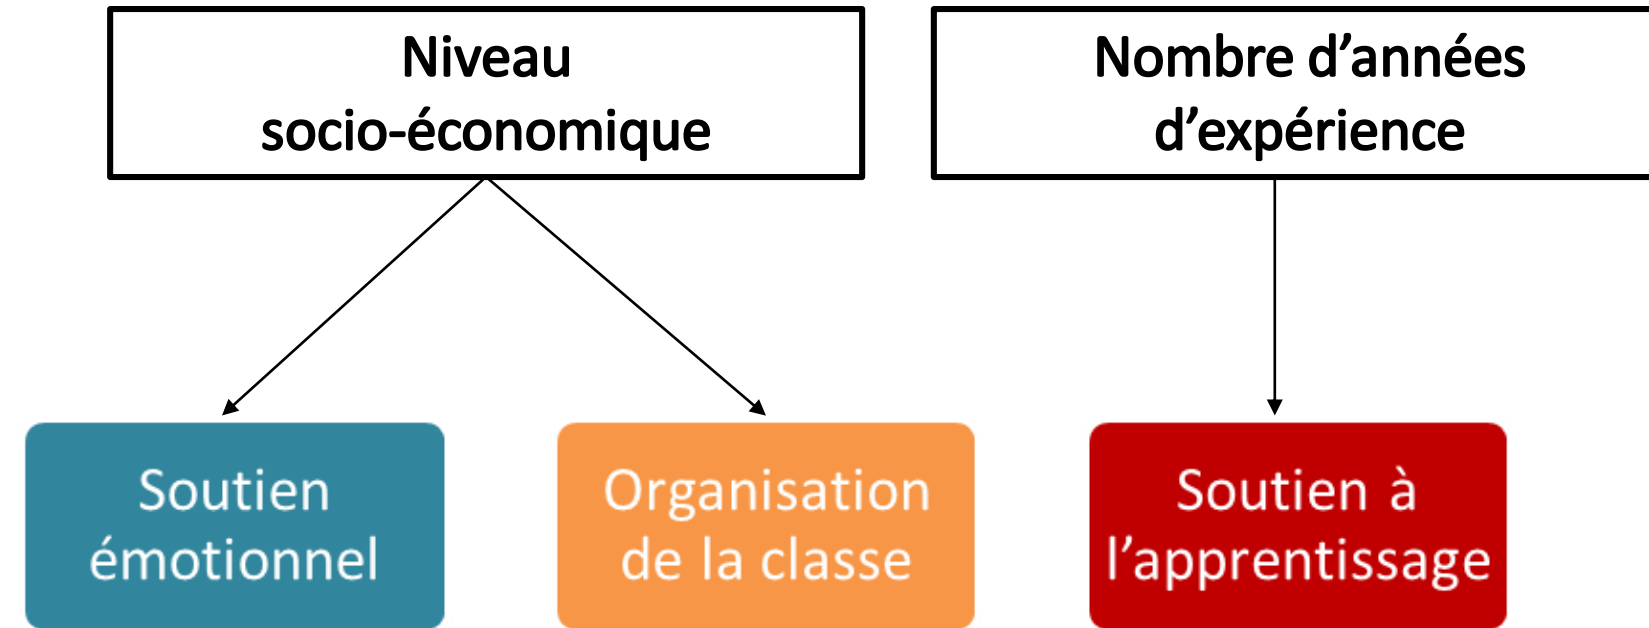 Niveau
socio-économique
Nombre d’années
d’expérience
Soutien
émotionnel
Organisation
de la classe
Soutien à
l’apprentissage